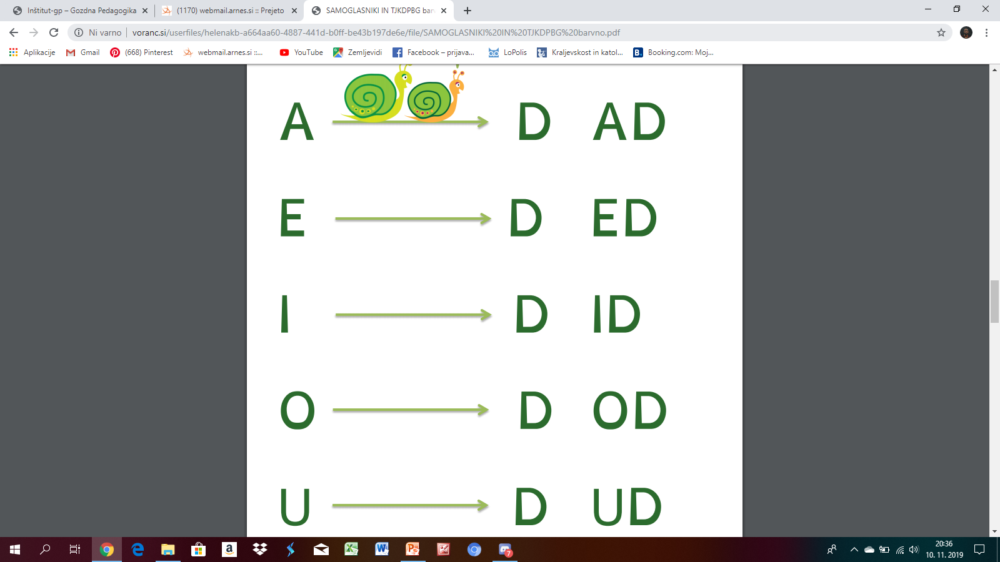 Inštitut-gp – Gozdna Pedagogika
(1170) webmail.arnes.si :: Prejeto
SAMOGLASNIKI IN TJKDPBG barv
Ni varno
voranc.si/userfiles/helenakb-a664aa60-4887-441d-b0ff-be43b197de6e/file/SAMOGLASNIKI%20IN%20TJKDPBG%20barvno.pdf
Aplikacije Gmail (668) Pinterest webmail.arnes.si ::... YouTube Zemljevidi Facebook – prijava... LoPolis Kraljevskost in katol... Booking.com: Moj...
A D AD
E D ED
I D ID
O D OD
U D UD
7
20:36
10. 11. 2019